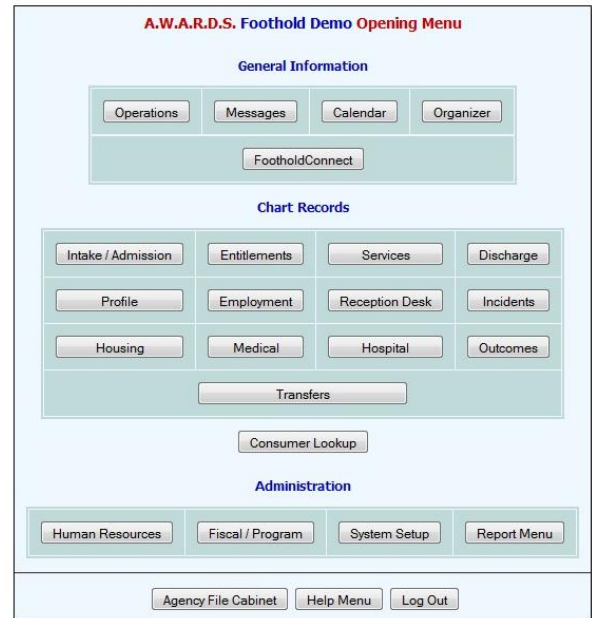 A.W.A.R.D.S. Foothold Demo Opening Menu
General Information
Operations Messages Calendar Organizer
FootholdConnect
Chart Records
Intake / Admission Entitlements Services Discharge
Profile Employment Reception Desk Incidents
Housing Medical Hospital Outcomes
Transfers
Consumer Lookup
Administration
Human Resources Fiscal / Program System Setup Report Menu
Agency File Cabinet Help Menu Log Out